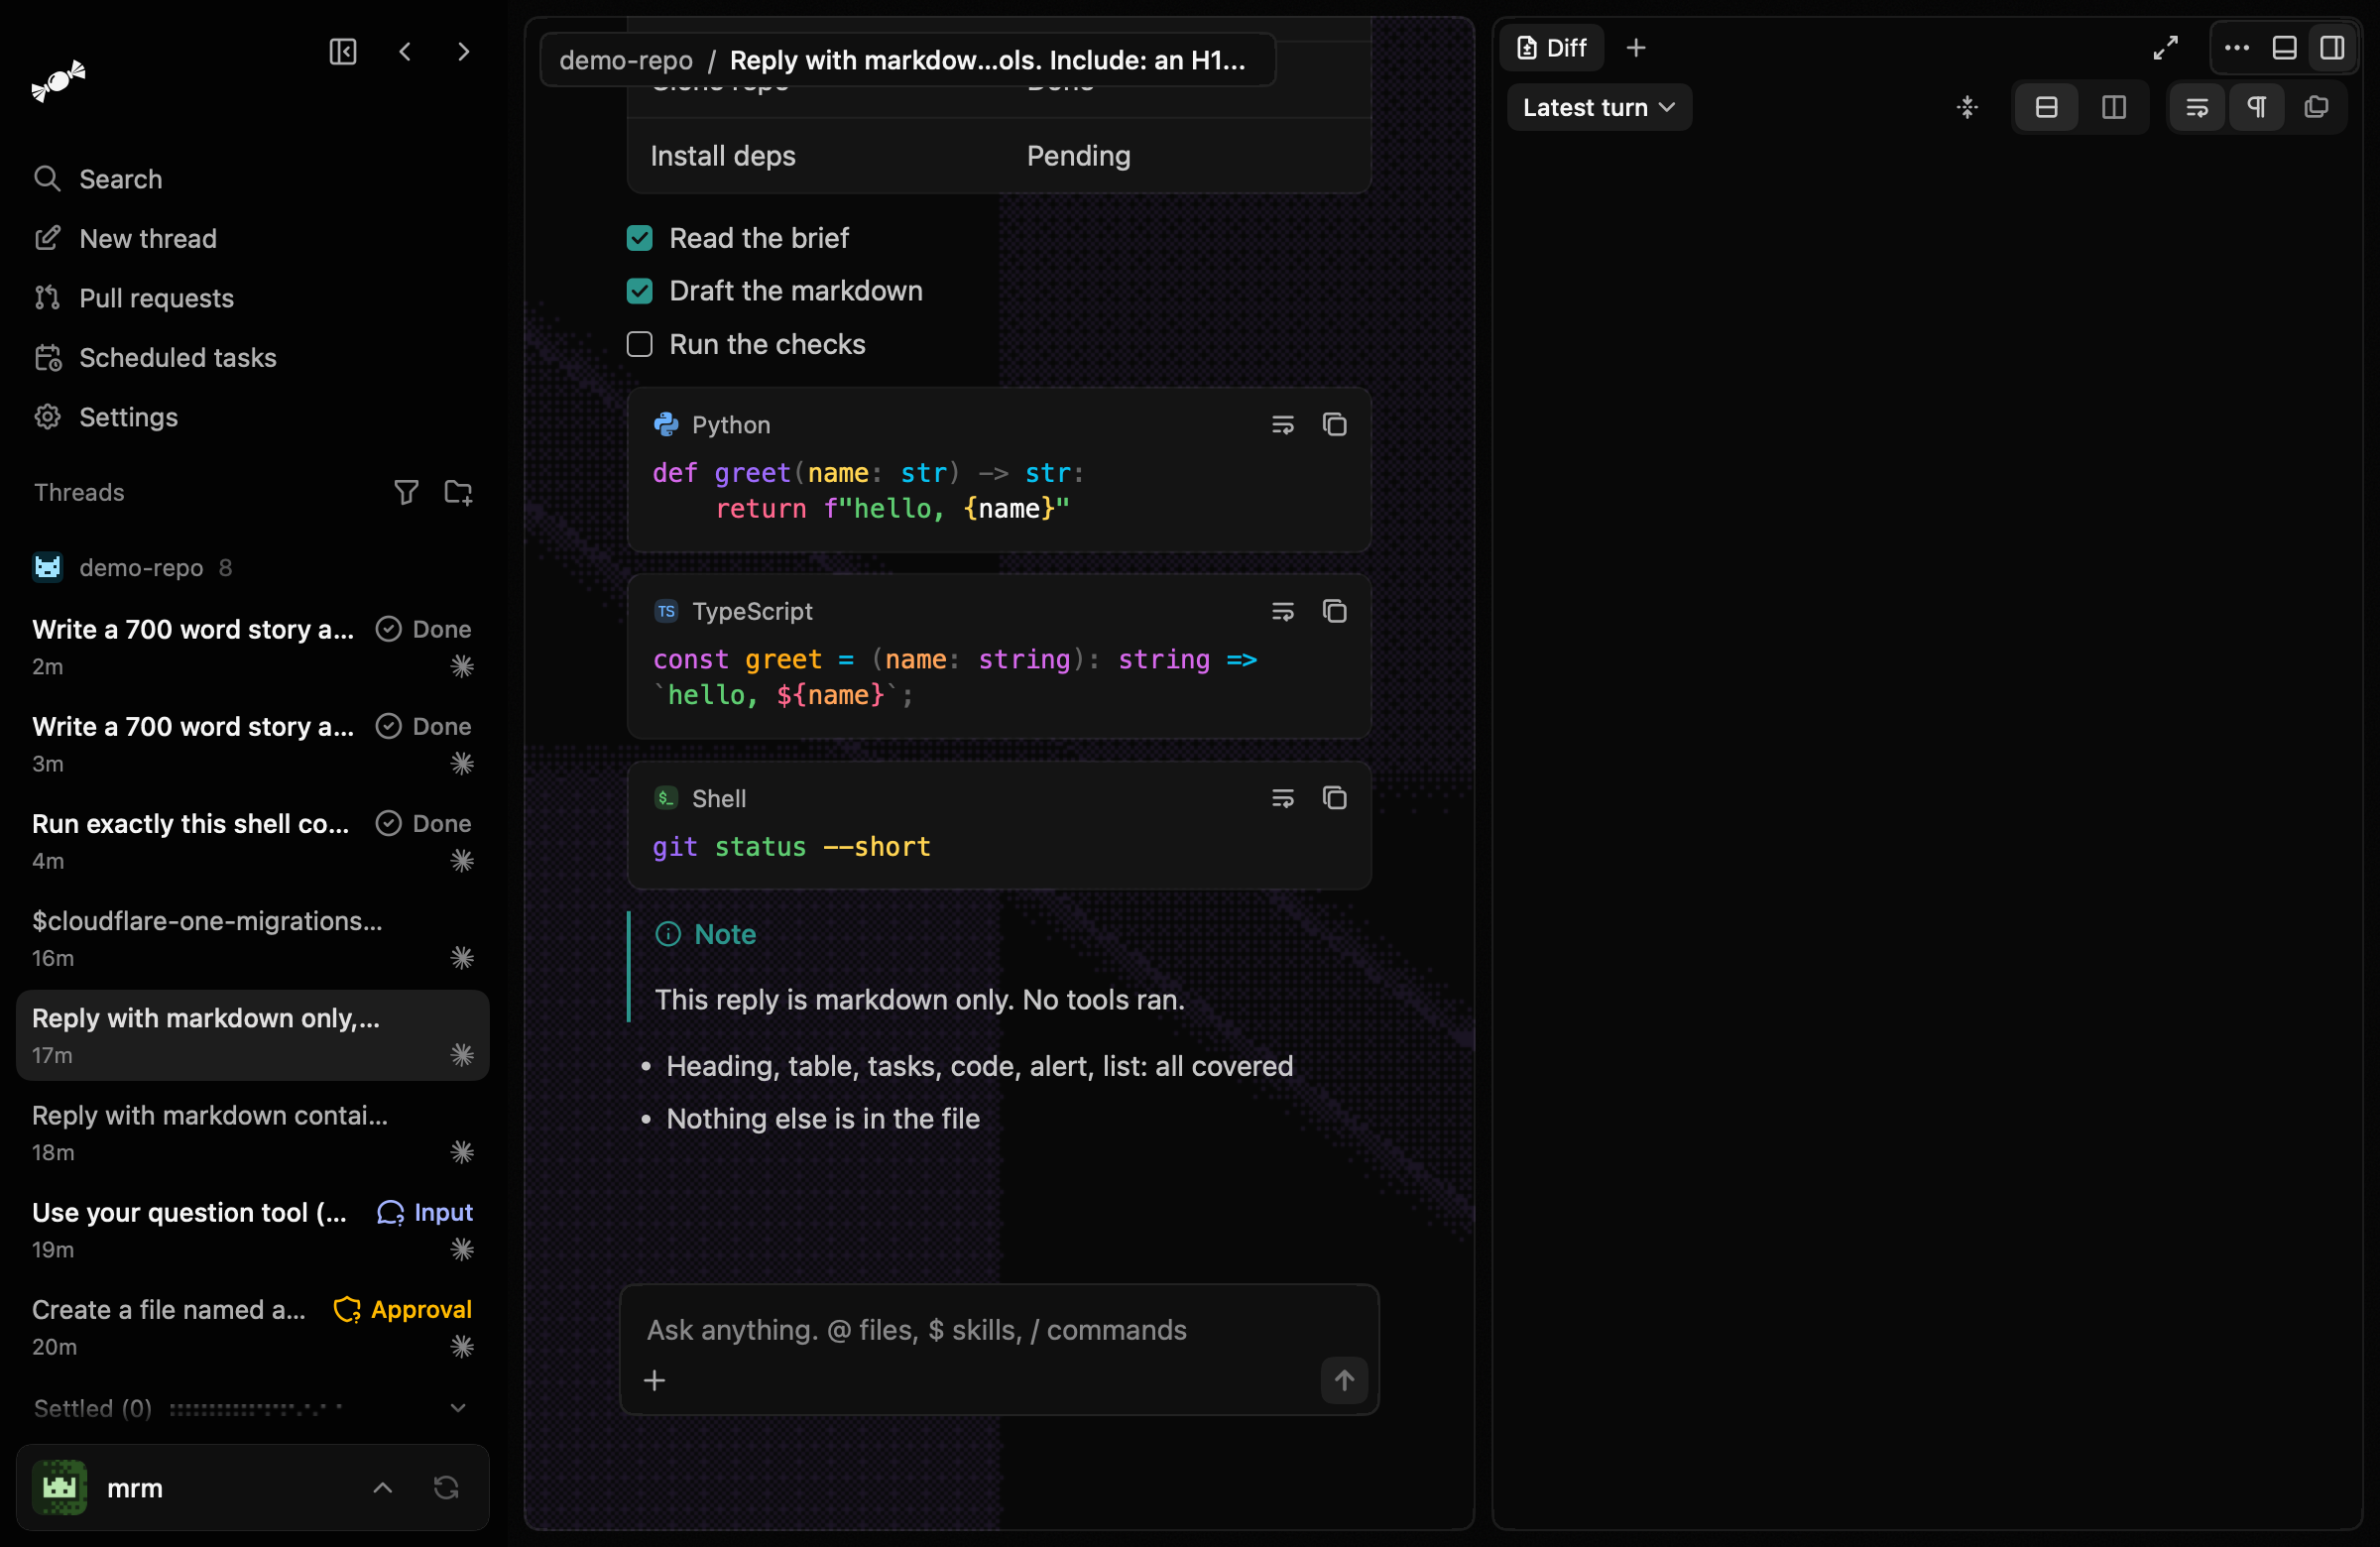 Search
New thread
Pull requests
Scheduled tasks
Settings
Threads
demo-repo 8
Write a 700 word story a... Done
2m
Write a 700 word story a... Done
3m
Run exactly this shell co... Done
4m
$cloudflare-one-migrations...
16m
Reply with markdown only,...
17m
Reply with markdown contai...
18m
Use your question tool (... Input
19m
Create a file named a... Approval
20m
Settled (0)
mrm
demo-repo / Reply with markdow...ols. Include: an H1...
Install deps Pending
Read the brief
Draft the markdown
Run the checks
Python
def greet(name: str) -> str:
    return f"hello, {name}"
TS TypeScript
const greet = (name: string): string =>
`hello, ${name}`;
$_ Shell
git status --short
Note
This reply is markdown only. No tools ran.
• Heading, table, tasks, code, alert, list: all covered
• Nothing else is in the file
Ask anything. @ files, $ skills, / commands
Diff
Latest turn